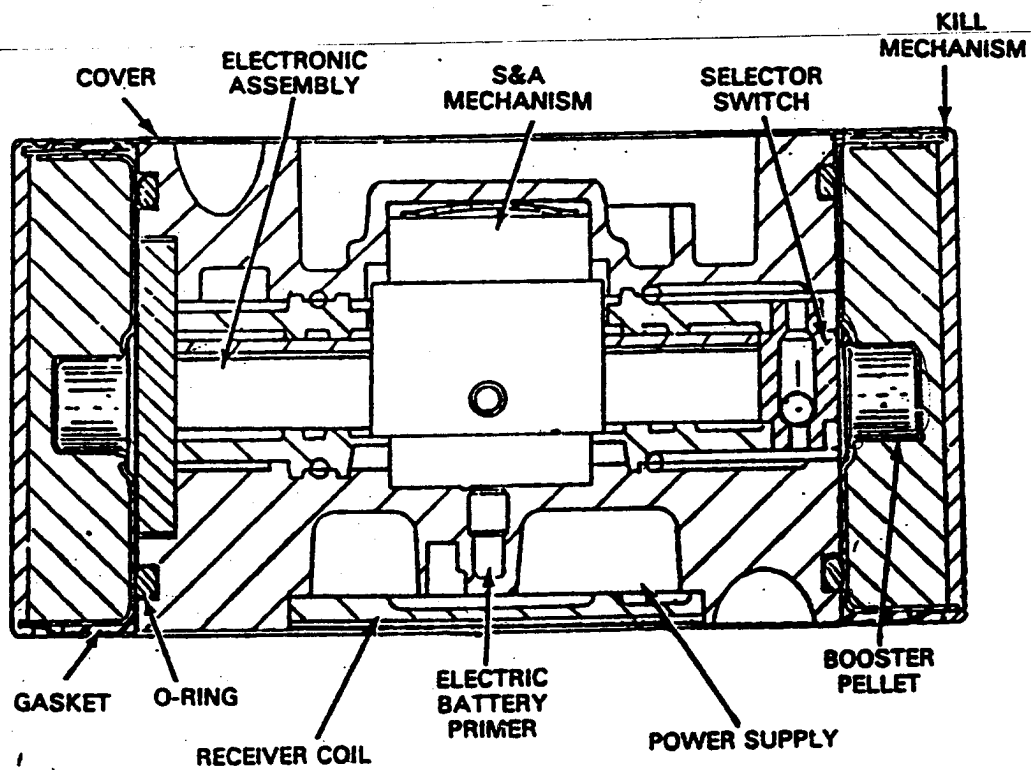 KILL
MECHANISM
ELECTRONIC
ASSEMBLY
COVER
S&A
MECHANISM
SELECTOR
SWITCH
GASKET
O-RING
RECEIVER COIL
ELECTRIC
BATTERY
PRIMER
POWER SUPPLY
BOOSTER
PELLET